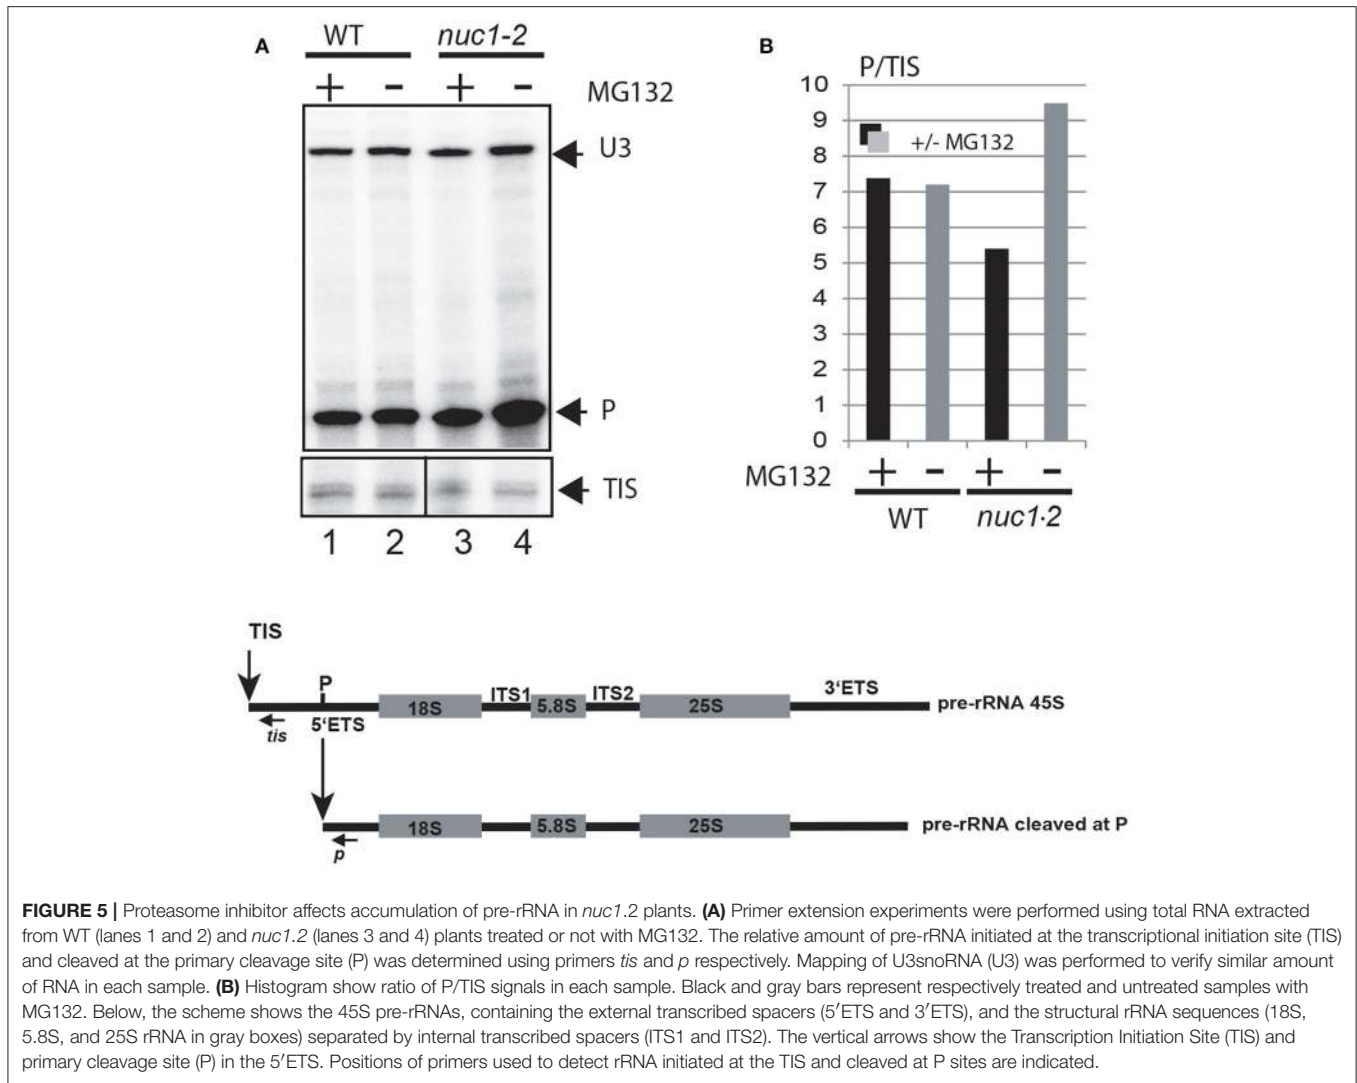 A
WT
nuc1-2
+ - + -
MG132
U3
P
TIS
1 2 3 4
B
P/TIS
10
9
8
7
6
5
4
3
2
1
0
+/- MG132
MG132 + - + -
WT
nuc1·2
TIS
P
18S
ITS1
5.8S
ITS2
25S
3'ETS
pre-rRNA 45S
tis
5'ETS
18S
5.8S
25S
pre-rRNA cleaved at P
p
FIGURE 5 | Proteasome inhibitor affects accumulation of pre-rRNA in nuc1.2 plants. (A) Primer extension experiments were performed using total RNA extracted
from WT (lanes 1 and 2) and nuc1.2 (lanes 3 and 4) plants treated or not with MG132. The relative amount of pre-rRNA initiated at the transcriptional initiation site (TIS)
and cleaved at the primary cleavage site (P) was determined using primers tis and p respectively. Mapping of U3snoRNA (U3) was performed to verify similar amount
of RNA in each sample. (B) Histogram show ratio of P/TIS signals in each sample. Black and gray bars represent respectively treated and untreated samples with
MG132. Below, the scheme shows the 45S pre-rRNAs, containing the external transcribed spacers (5′ETS and 3′ETS), and the structural rRNA sequences (18S,
5.8S, and 25S rRNA in gray boxes) separated by internal transcribed spacers (ITS1 and ITS2). The vertical arrows show the Transcription Initiation Site (TIS) and
primary cleavage site (P) in the 5′ETS. Positions of primers used to detect rRNA initiated at the TIS and cleaved at P sites are indicated.